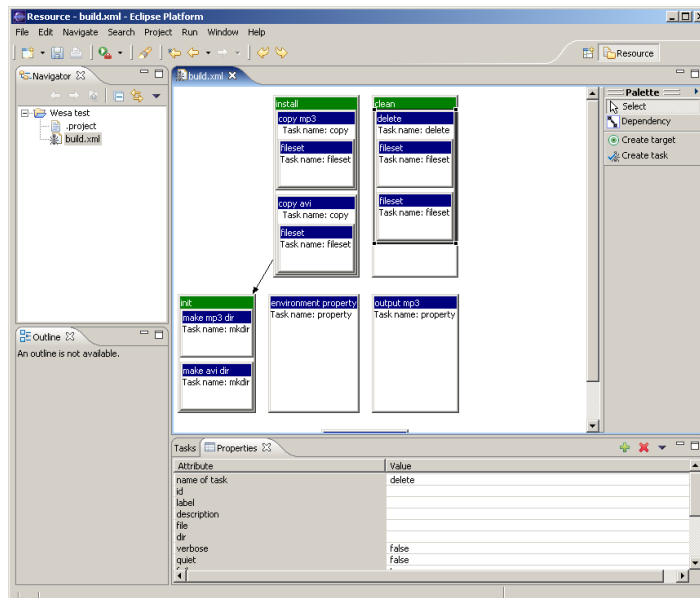 Resource - build.xml - Eclipse Platform
File Edit Navigate Search Project Run Window Help
Resource
Navigator
Wesa test
.project
build.xml
Outline
An outline is not available.
build.xml
install
copy mp3
Task name: copy
fileset
Task name: fileset
copy avi
Task name: copy
fileset
Task name: fileset
clean
delete
Task name: delete
fileset
Task name: fileset
fileset
Task name: fileset
init
make mp3 dir
Task name: mkdir
make avi dir
Task name: mkdir
environment property
Task name: property
output mp3
Task name: property
Palette
Select
Dependency
Create target
Create task
Tasks Properties
Attribute Value
name of task delete
id
label
description
file
dir
verbose false
quiet false